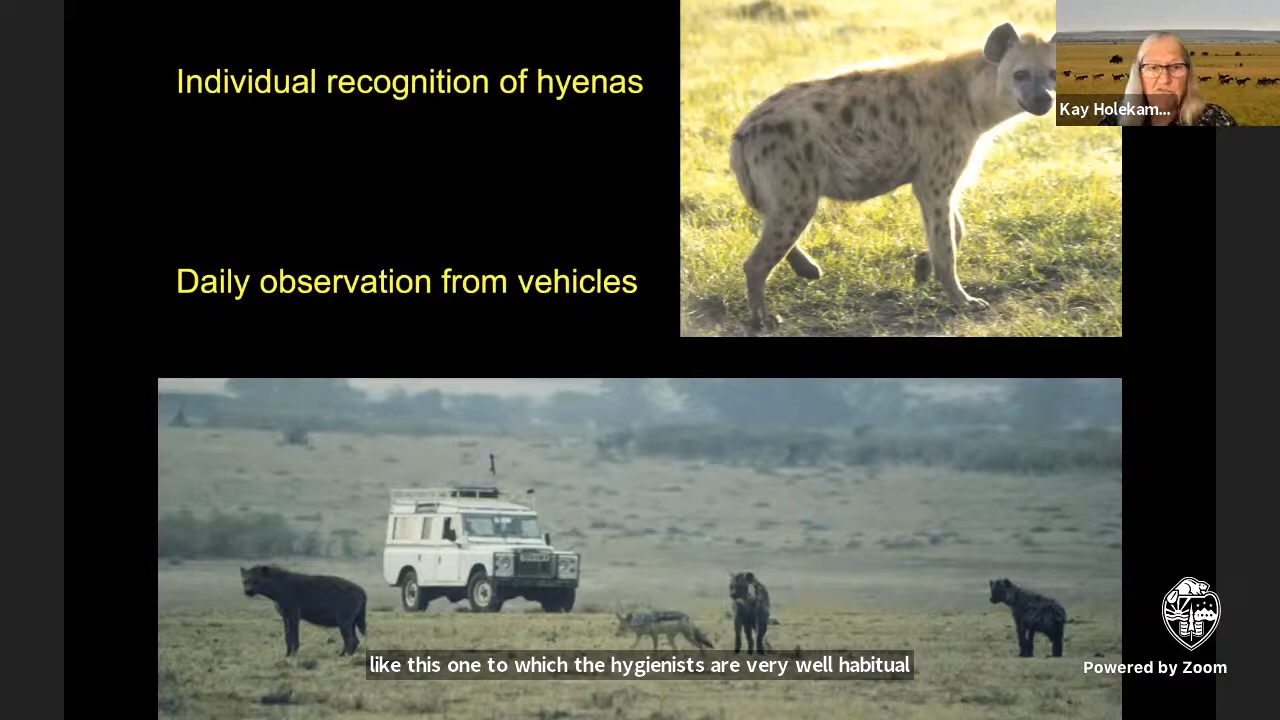 Individual recognition of hyenas
Kay Holekam...
Daily observation from vehicles
like this one to which the hygienists are very well habitual
Powered by Zoom